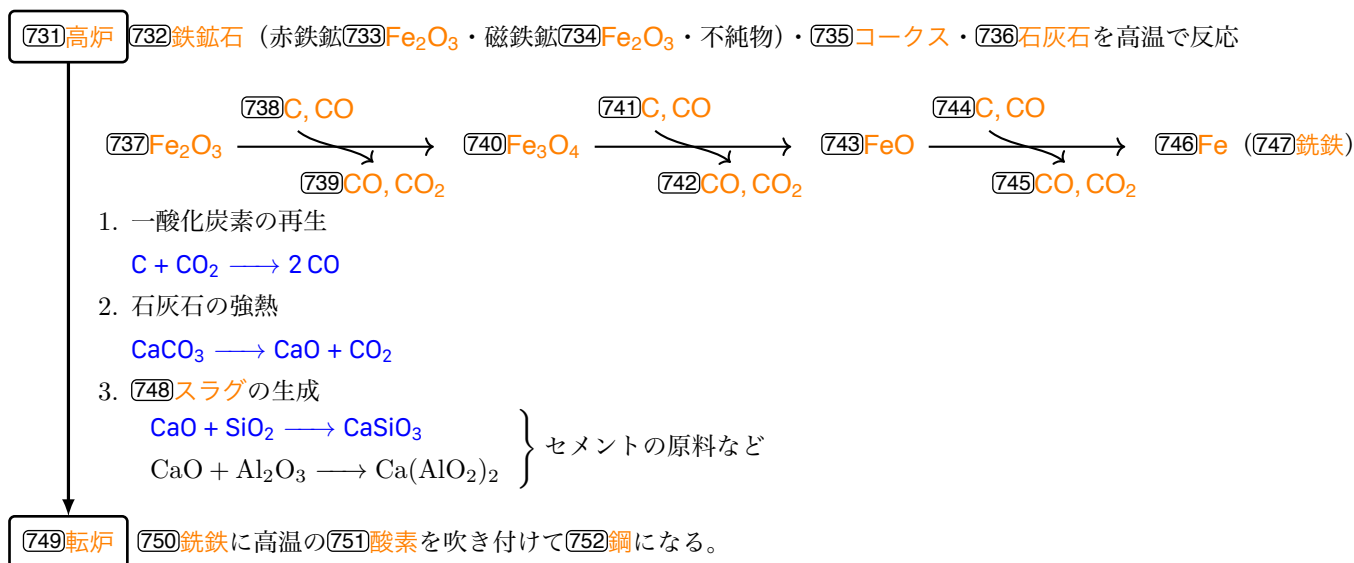 731高炉 732鉄鉱石（赤鉄鉱733Fe₂O₃・磁鉄鉱734Fe₂O₃・不純物）・735コークス・736石灰石を高温で反応
738C, CO 741C, CO 744C, CO
737Fe₂O₃ ⟶ 740Fe₃O₄ ⟶ 743FeO ⟶ 746Fe（747銑鉄）
739CO, CO₂ 742CO, CO₂ 745CO, CO₂
1. 一酸化炭素の再生
C + CO₂ ⟶ 2 CO
2. 石灰石の強熱
CaCO₃ ⟶ CaO + CO₂
3. 748スラグの生成
CaO + SiO₂ ⟶ CaSiO₃
CaO + Al₂O₃ ⟶ Ca(AlO₂)₂
セメントの原料など
749転炉 750銑鉄に高温の751酸素を吹き付けて752鋼になる。